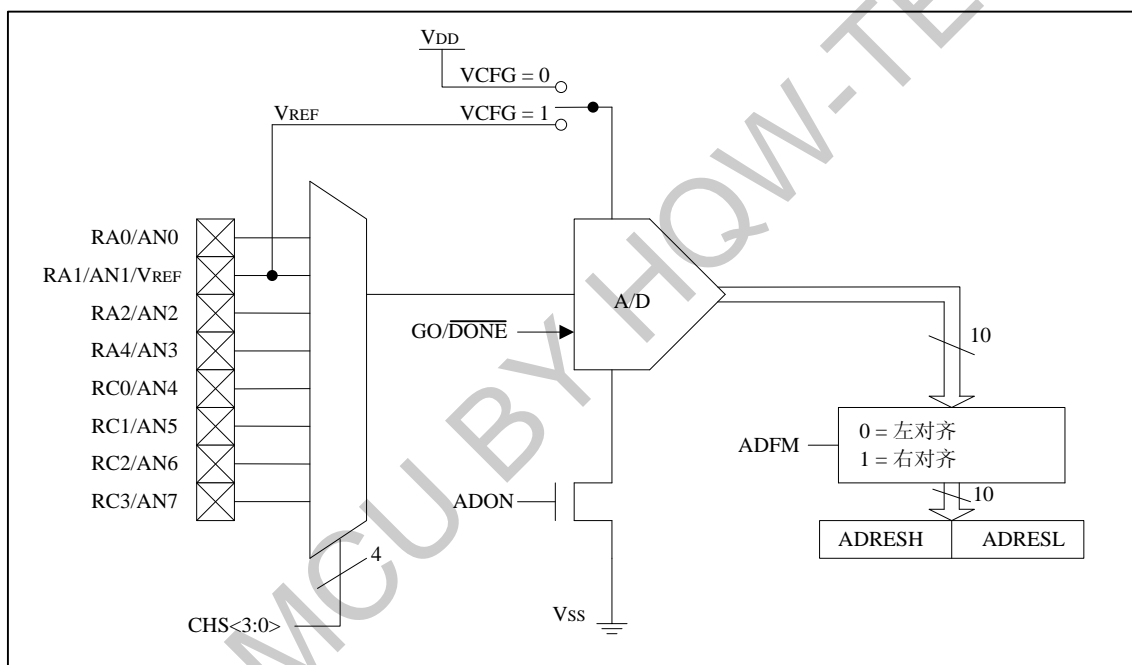 VDD
VCFG = 0
VREF
VCFG = 1
RA0/AN0
RA1/AN1/VREF
RA2/AN2
RA4/AN3
RC0/AN4
RC1/AN5
RC2/AN6
RC3/AN7
A/D
GO/DONE
10
ADFM
0 = 左对齐
1 = 右对齐
10
ADON
ADRESH
ADRESL
4
CHS<3:0>
VSS
MCU BY HQW-TE